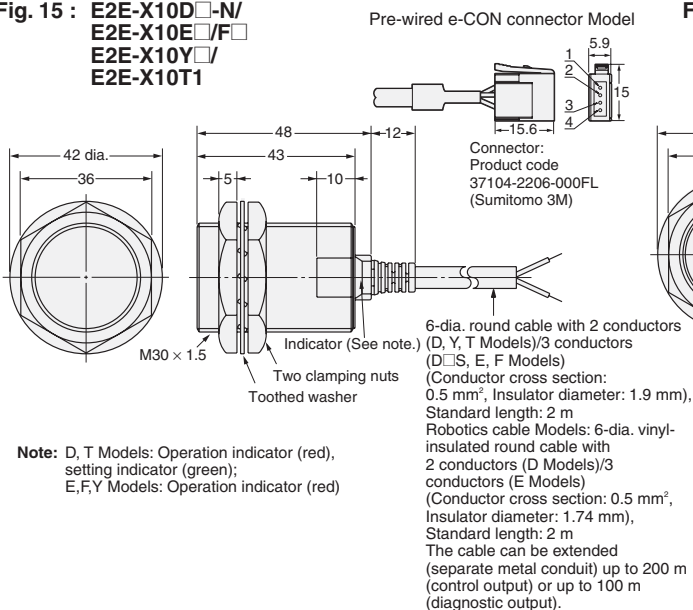 Fig. 15 : E2E-X10D□-N/
E2E-X10E□/F□
E2E-X10Y□/
E2E-X10T1
Pre-wired e-CON connector Model
F
5.9
1
2
3
4
15
15.6
Connector:
Product code
37104-2206-000FL
(Sumitomo 3M)
48
12
43
42 dia.
36
5
10
M30 × 1.5
Indicator (See note.)
Two clamping nuts
Toothed washer
6-dia. round cable with 2 conductors
(D, Y, T Models)/3 conductors
(D□S, E, F Models)
(Conductor cross section:
0.5 mm², Insulator diameter: 1.9 mm),
Standard length: 2 m
Robotics cable Models: 6-dia. vinyl-
insulated round cable with
2 conductors (D Models)/3
conductors (E Models)
(Conductor cross section: 0.5 mm²,
Insulator diameter: 1.74 mm),
Standard length: 2 m
The cable can be extended
(separate metal conduit) up to 200 m
(control output) or up to 100 m
(diagnostic output).
Note: D, T Models: Operation indicator (red),
setting indicator (green);
E,F,Y Models: Operation indicator (red)